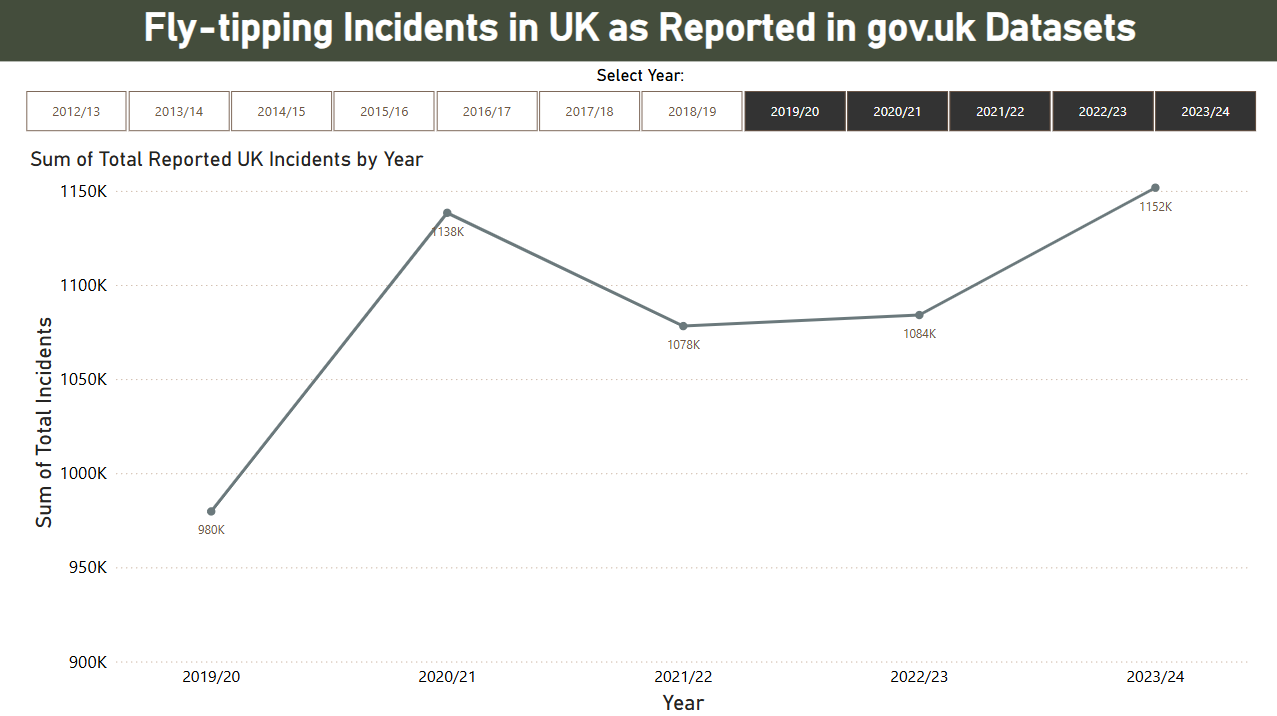 Fly-tipping Incidents in UK as Reported in gov.uk Datasets
Select Year:
2012/13 2013/14 2014/15 2015/16 2016/17 2017/18 2018/19 2019/20 2020/21 2021/22 2022/23 2023/24
Sum of Total Reported UK Incidents by Year
Sum of Total Incidents
1150K
1100K
1050K
1000K
950K
900K
980K
1138K
1078K
1084K
1152K
2019/20 2020/21 2021/22 2022/23 2023/24
Year